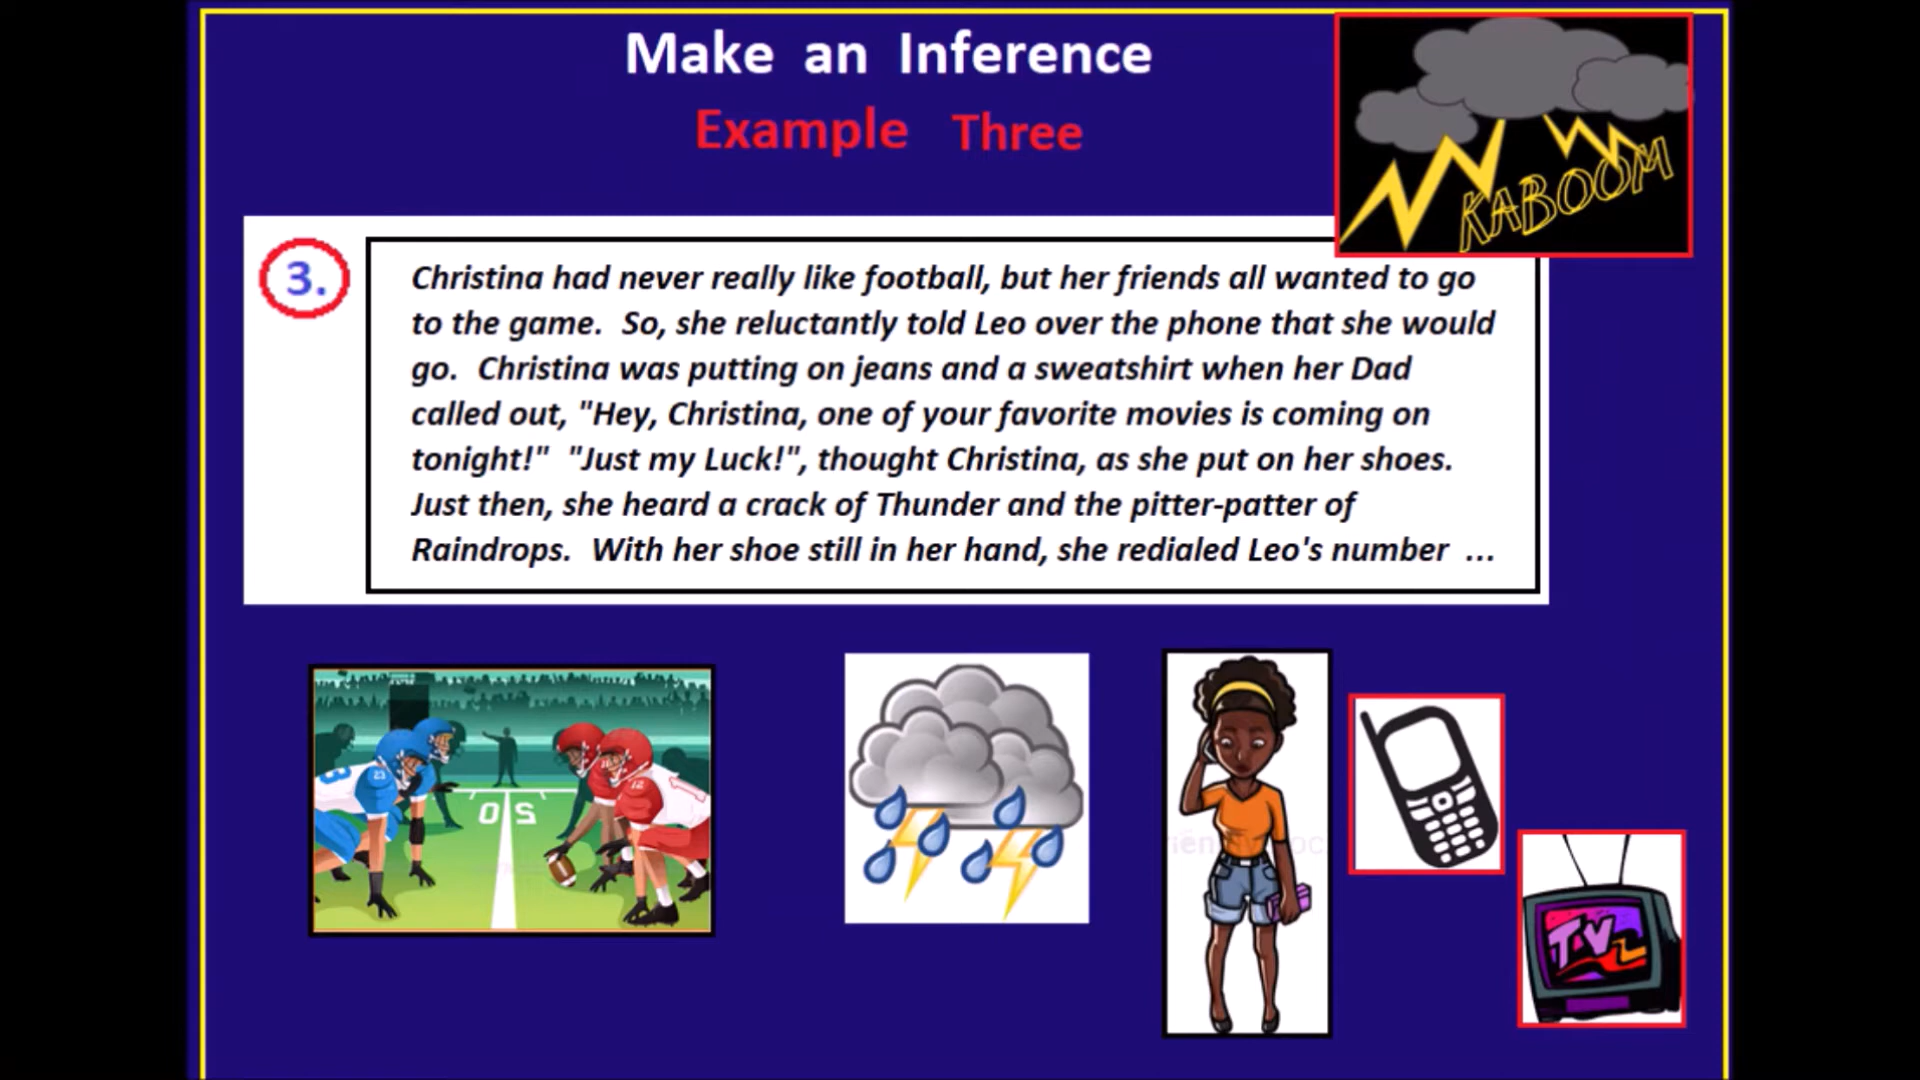 Make an Inference
Example Three
KABOOM
3.
Christina had never really like football, but her friends all wanted to go
to the game. So, she reluctantly told Leo over the phone that she would
go. Christina was putting on jeans and a sweatshirt when her Dad
called out, "Hey, Christina, one of your favorite movies is coming on
tonight!" "Just my Luck!", thought Christina, as she put on her shoes.
Just then, she heard a crack of Thunder and the pitter-patter of
Raindrops. With her shoe still in her hand, she redialed Leo's number ...
50
23
12
TV